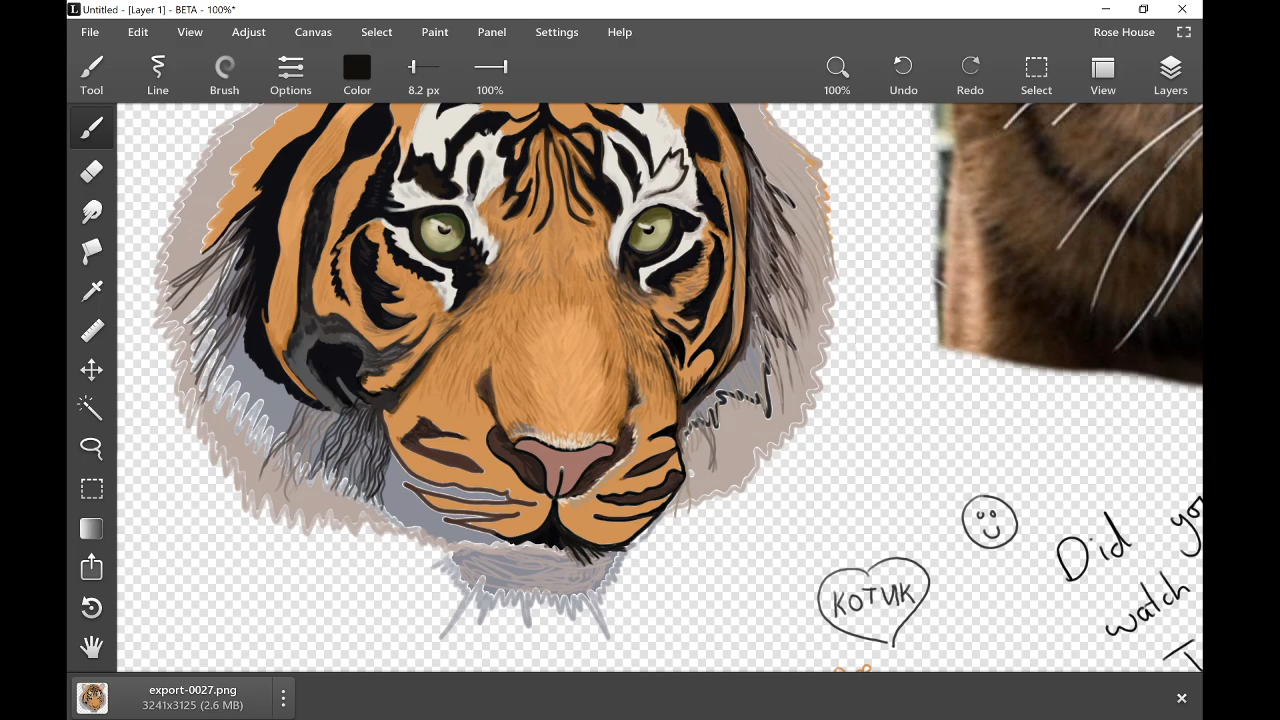 L Untitled - [Layer 1] - BETA - 100%*
File Edit View Adjust Canvas Select Paint Panel Settings Help Rose House
Tool Line Brush Options Color 8.2 px 100% 100% Undo Redo Select View Layers
KOTUK
Did you
watch
export-0027.png
3241x3125 (2.6 MB)